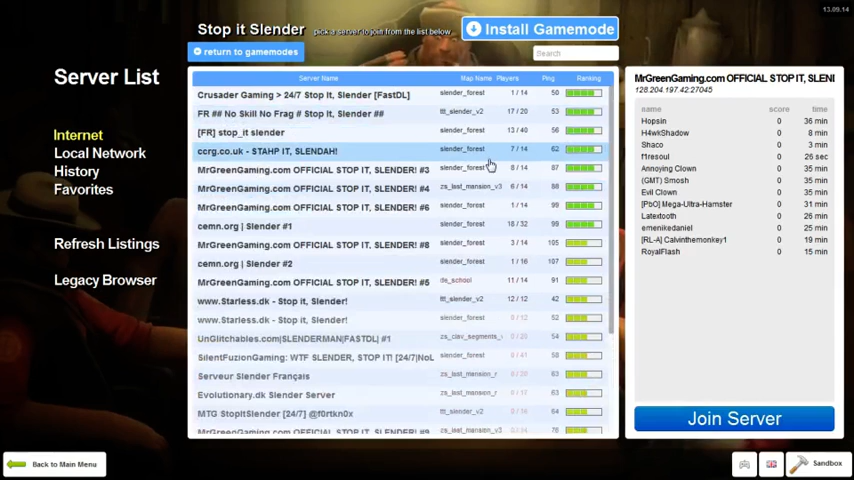 13.09.14
Stop it Slender
pick a server to join from the list below
Install Gamemode
return to gamemodes
Search
Server List
Internet
Local Network
History
Favorites
Refresh Listings
Legacy Browser
Server Name Map Name Players Ping Ranking
Crusader Gaming > 24/7 Stop It, Slender [FastDL] slender_forest 1 / 14 50
FR ## No Skill No Frag # Stop It, Slender ## ttt_slender_v2 17 / 20 53
[FR] stop_it slender slender_forest 13 / 40 56
ccrg.co.uk - STAHP IT, SLENDAH! slender_forest 7 / 14 62
MrGreenGaming.com OFFICIAL STOP IT, SLENDER! #3 slender_forest 8 / 14 87
MrGreenGaming.com OFFICIAL STOP IT, SLENDER! #4 zs_last_mansion_v3 6 / 14 88
MrGreenGaming.com OFFICIAL STOP IT, SLENDER! #6 slender_forest 1 / 14 99
cemn.org | Slender #1 slender_forest 18 / 32 99
MrGreenGaming.com OFFICIAL STOP IT, SLENDER! #8 slender_forest 3 / 14 105
cemn.org | Slender #2 slender_forest 1 / 16 107
MrGreenGaming.com OFFICIAL STOP IT, SLENDER! #5 de_school 11 / 14 91
www.Starless.dk - Stop it, Slender! ttt_slender_v2 12 / 12 42
www.Starless.dk - Stop it, Slender! slender_forest 0 / 12 52
UnGlitchables.com|SLENDERMAN|FASTDL| #1 zs_clav_segments_ 0 / 20 54
SilentFuzionGaming: WTF SLENDER, STOP IT! [24/7|NoL slender_forest 0 / 41 50
Serveur Slender Français zs_last_mansion_r 63
Evolutionary.dk Slender Server zs_last_mansion_r 63
MTG StopItSlender [24/7] @f0rtkn0x ttt_slender_v2 64
MrGreenGaming.com OFFICIAL STOP IT, SLENDER! #9 zs_last_mansion_v3 0 / 14 76
MrGreenGaming.com OFFICIAL STOP IT, SLENI
128.204.197.42:27045
name score time
Hopsin 0 36 min
H4wkShadow 0 8 min
Shaco 0 3 min
f1resoul 0 26 sec
Annoying Clown 0 35 min
(GMT) Smosh 0 35 min
Evil Clown 0 35 min
[PbO] Mega-Ultra-Hamster 0 31 min
Latextooth 0 26 min
emenikedaniel 0 25 min
[RL-A] Calvinthemonkey1 0 19 min
RoyalFlash 0 15 min
Join Server
Back to Main Menu
Sandbox